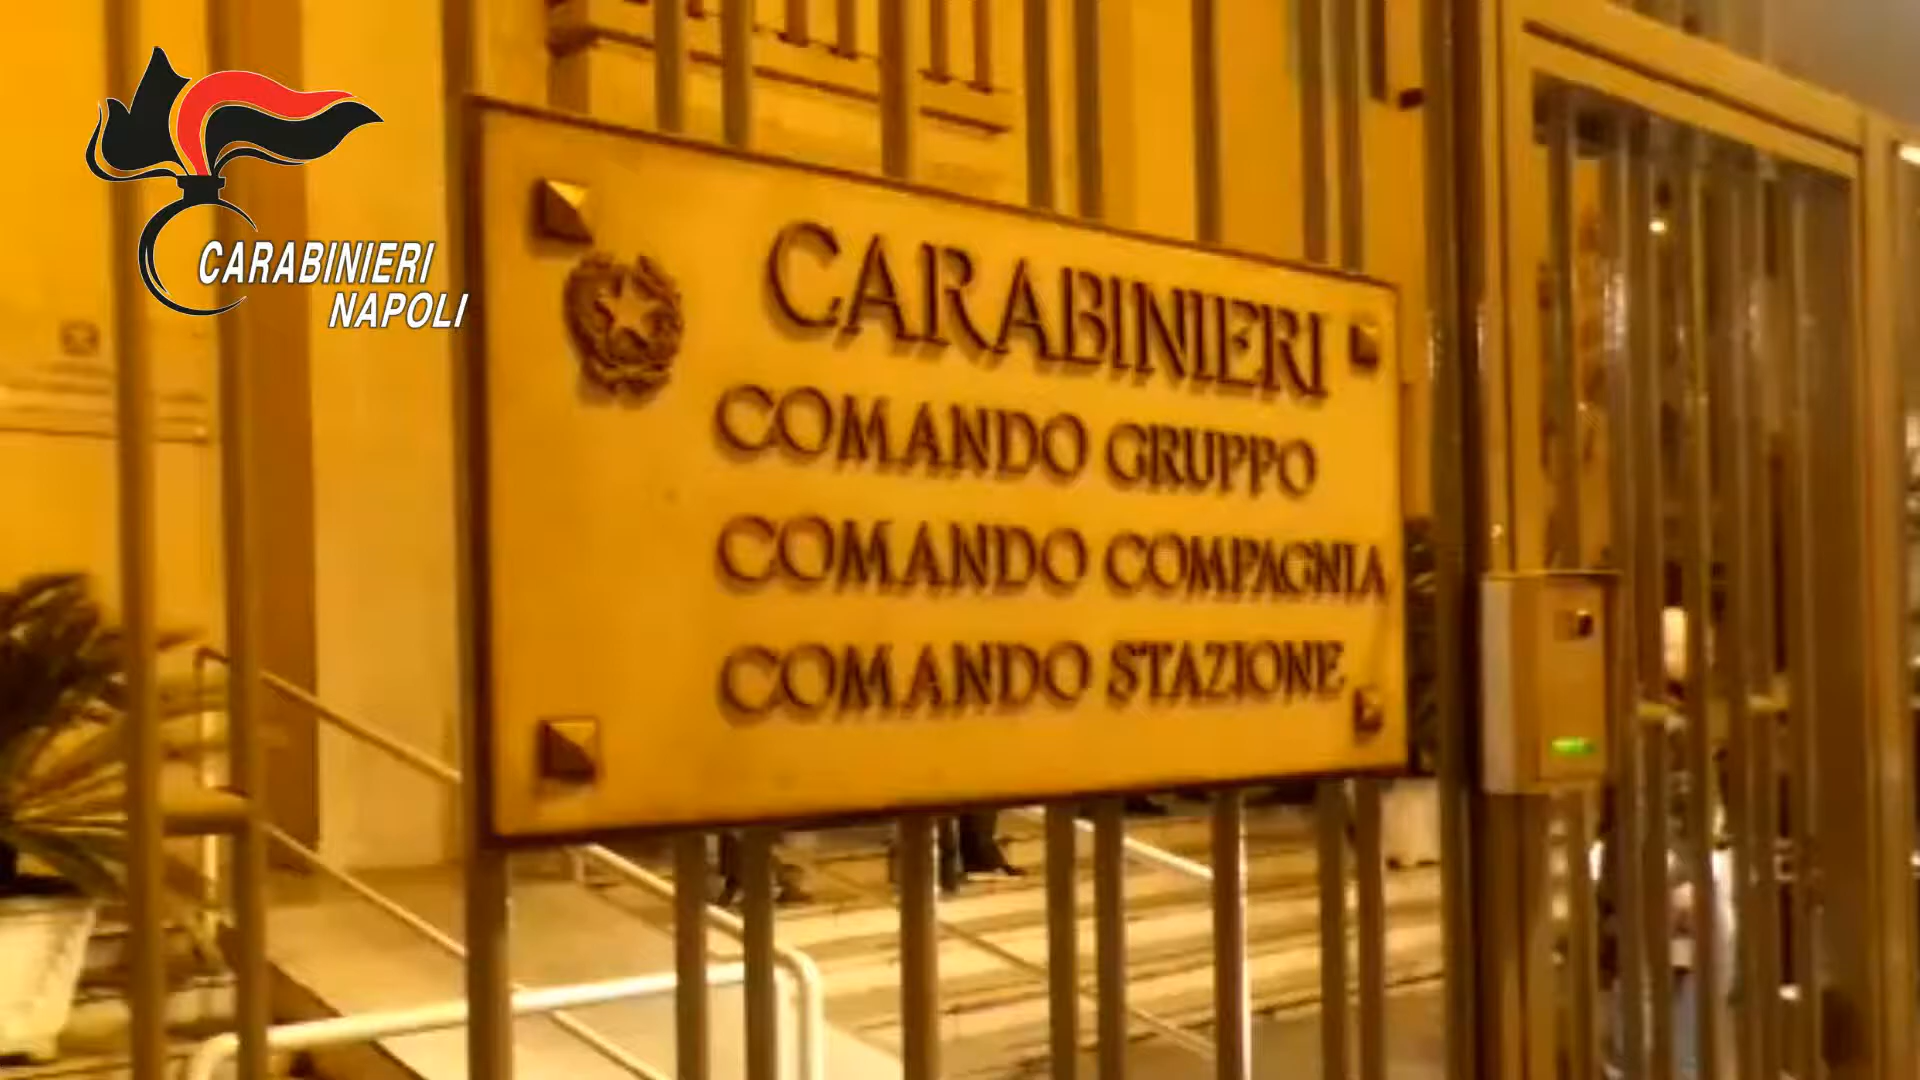 CARABINIERI
NAPOLI
CARABINIERI
COMANDO GRUPPO
COMANDO COMPAGNIA
COMANDO STAZIONE